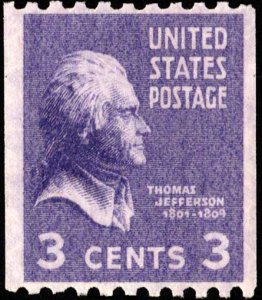 UNITED
STATES
POSTAGE
THOMAS
JEFFERSON
1801-1809
3 CENTS 3